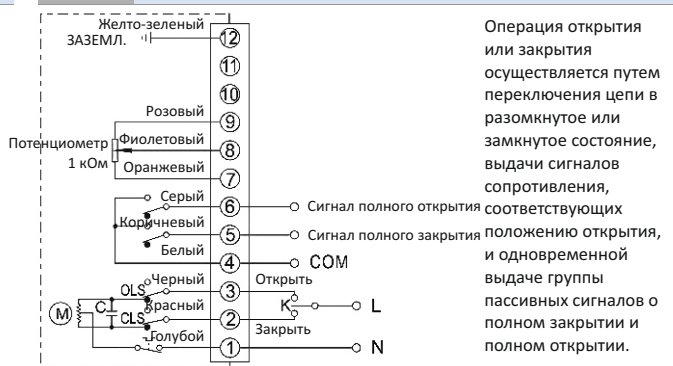 Желто-зеленый
ЗАЗЕМЛ.
12
11
10
Розовый
9
Потенциометр
Фиолетовый
8
1 кОм
Оранжевый
7
Серый
6
Сигнал полного открытия
Коричневый
5
Сигнал полного закрытия
Белый
4
COM
Черный
3
Открыть
OLS
C
Красный
K
L
M
CLS
2
Закрыть
Голубой
1
N
Операция открытия
или закрытия
осуществляется путем
переключения цепи в
разомкнутое или
замкнутое состояние,
выдачи сигналов
сопротивления,
соответствующих
положению открытия,
и одновременной
выдаче группы
пассивных сигналов о
полном закрытии и
полном открытии.